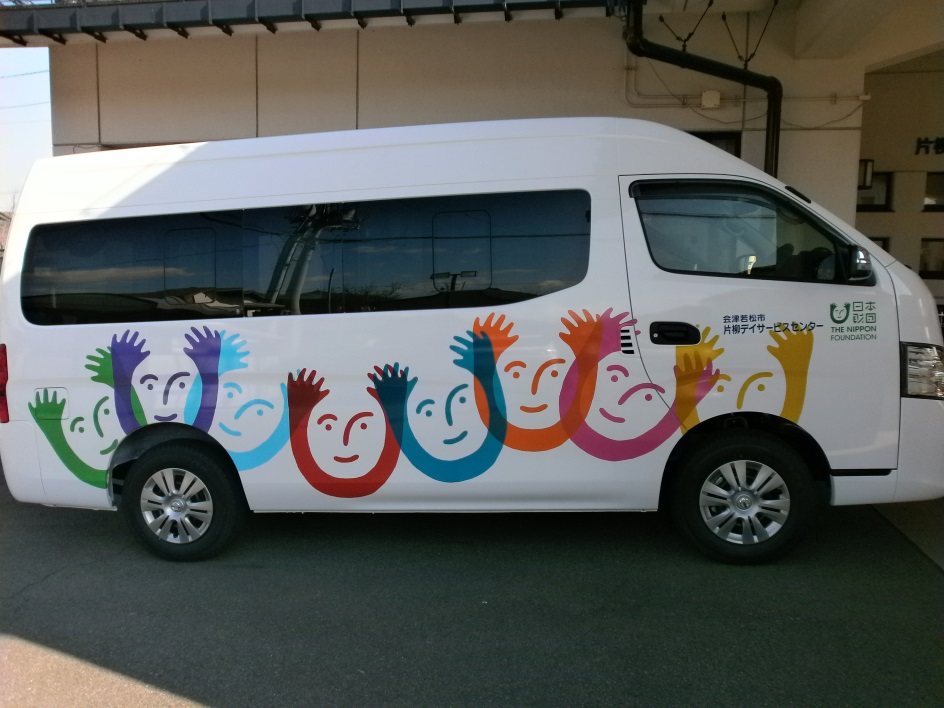 会津若松市
片柳デイサービスセンター
日本
財団
THE NIPPON
FOUNDATION
片柳